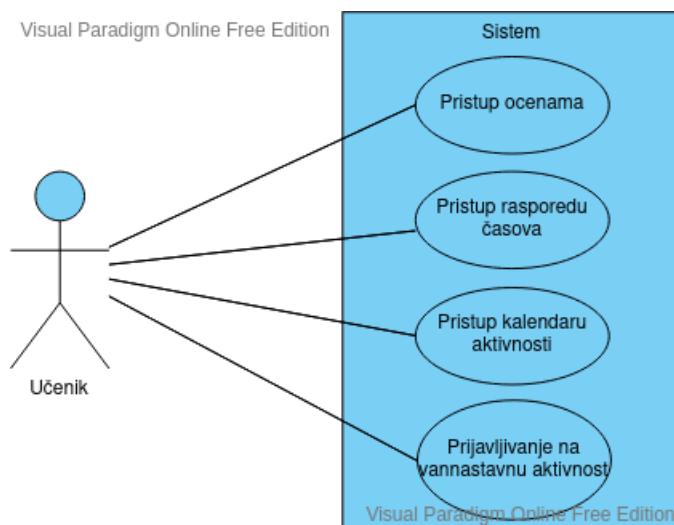 Visual Paradigm Online Free Edition
Sistem
Pristup ocenama
Pristup rasporedu
časova
Pristup kalendaru
aktivnosti
Učenik
Prijavljivanje na
vannastavnu aktivnost
Visual Paradigm Online Free Edition